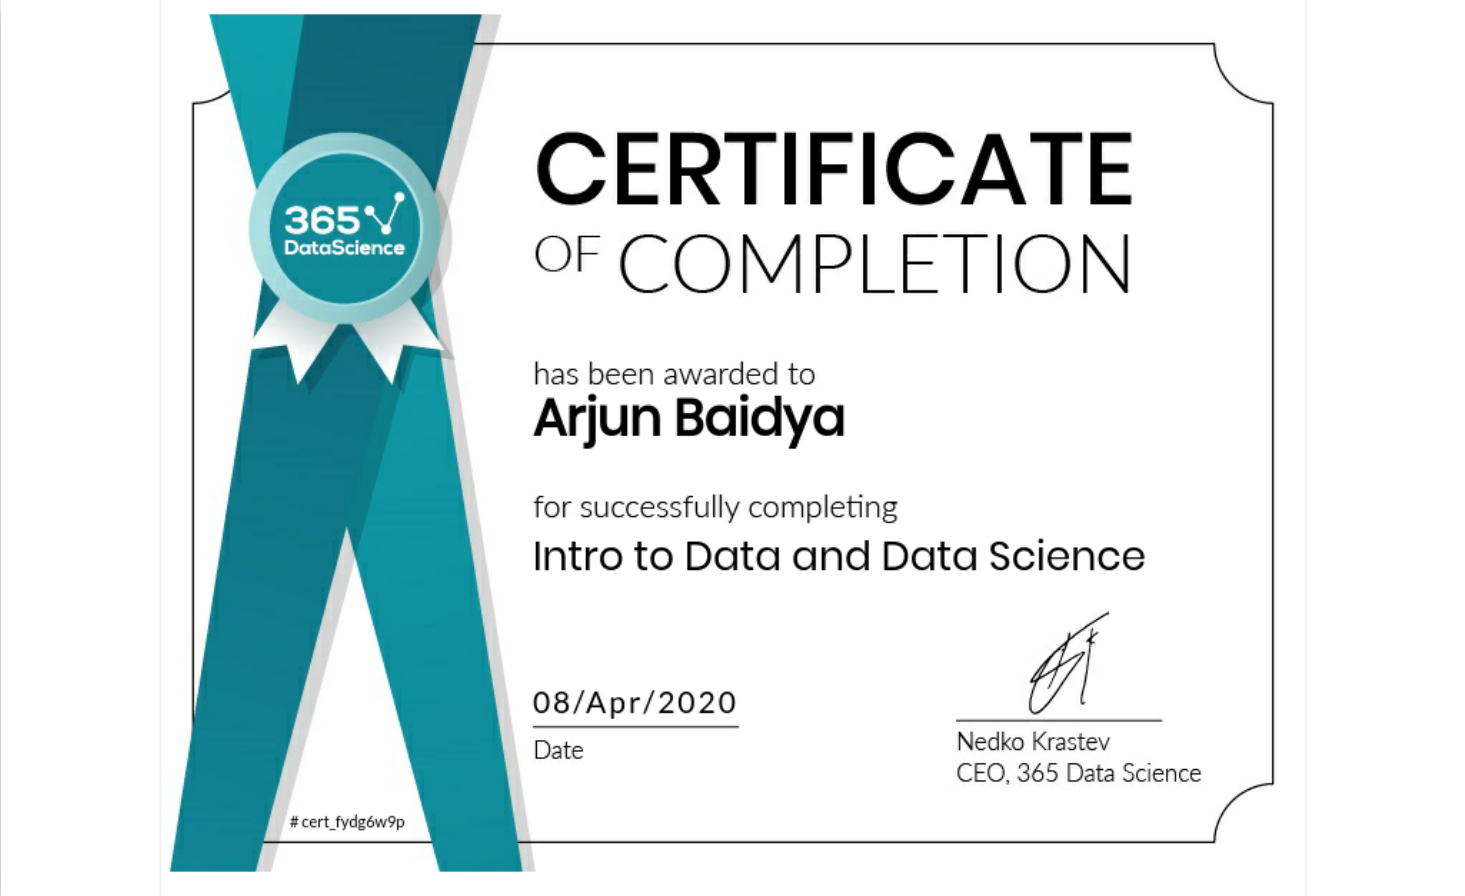 365
DataScience
CERTIFICATE
OF COMPLETION
has been awarded to
Arjun Baidya
for successfully completing
Intro to Data and Data Science
08/Apr/2020
Date
Nedko Krastev
CEO, 365 Data Science
# cert_fydg6w9p